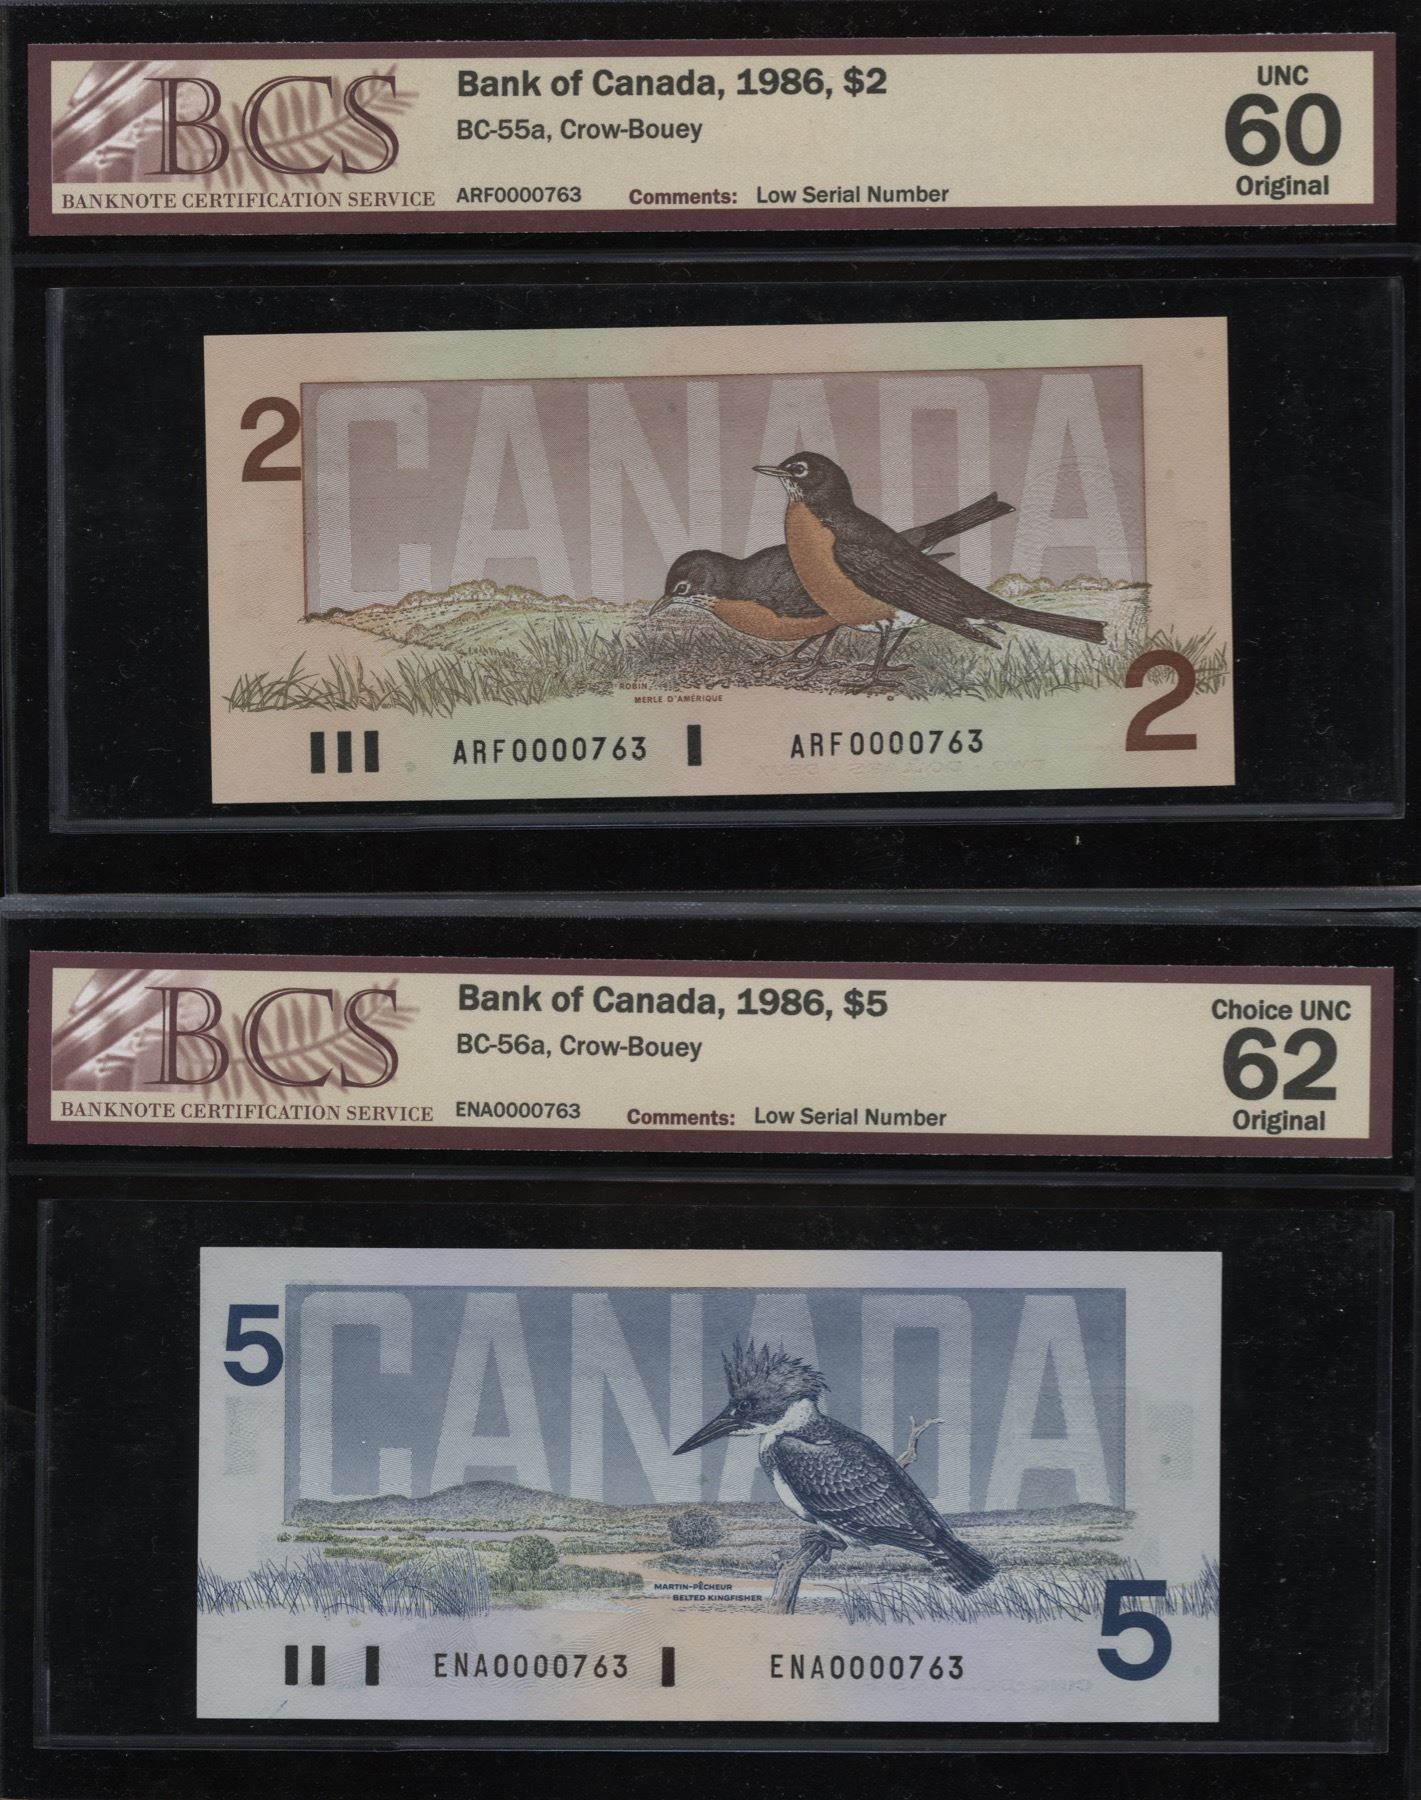 BCS
BANKNOTE CERTIFICATION SERVICE
Bank of Canada, 1986, $2
BC-55a, Crow-Bouey
ARF0000763 Comments: Low Serial Number
UNC
60
Original
2
CANADA
ROBIN
MERLE D'AMÉRIQUE
2
ARF0000763 ARF0000763
BCS
BANKNOTE CERTIFICATION SERVICE
Bank of Canada, 1986, $5
BC-56a, Crow-Bouey
ENA0000763 Comments: Low Serial Number
Choice UNC
62
Original
5
CANADA
MARTIN-PÊCHEUR
BELTED KINGFISHER
5
ENA0000763 ENA0000763